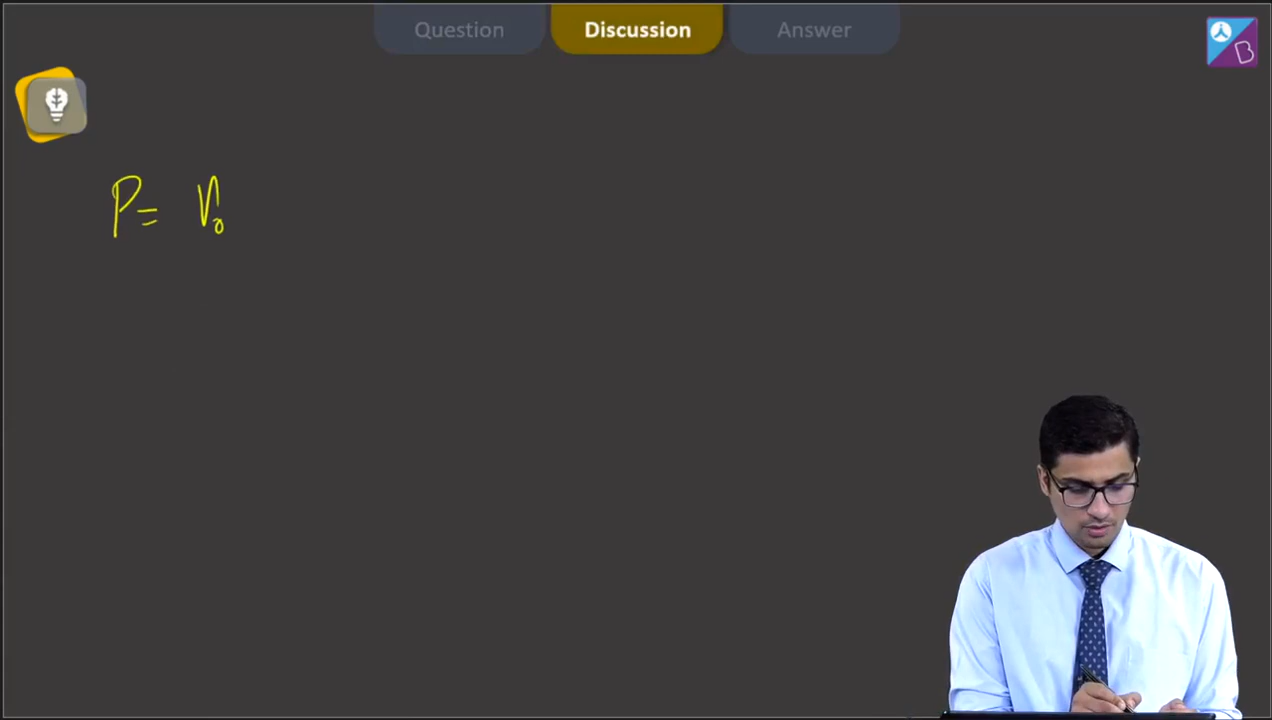 Question Discussion Answer
B
P = V₀